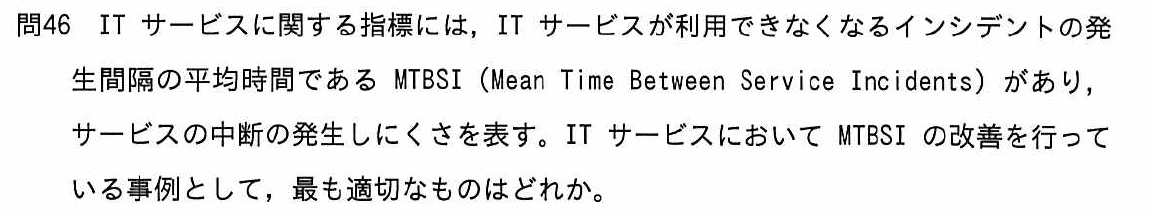 問46 IT サービスに関する指標には，IT サービスが利用できなくなるインシデントの発
生間隔の平均時間である MTBSI（Mean Time Between Service Incidents）があり，
サービスの中断の発生しにくさを表す。IT サービスにおいて MTBSI の改善を行って
いる事例として，最も適切なものはどれか。